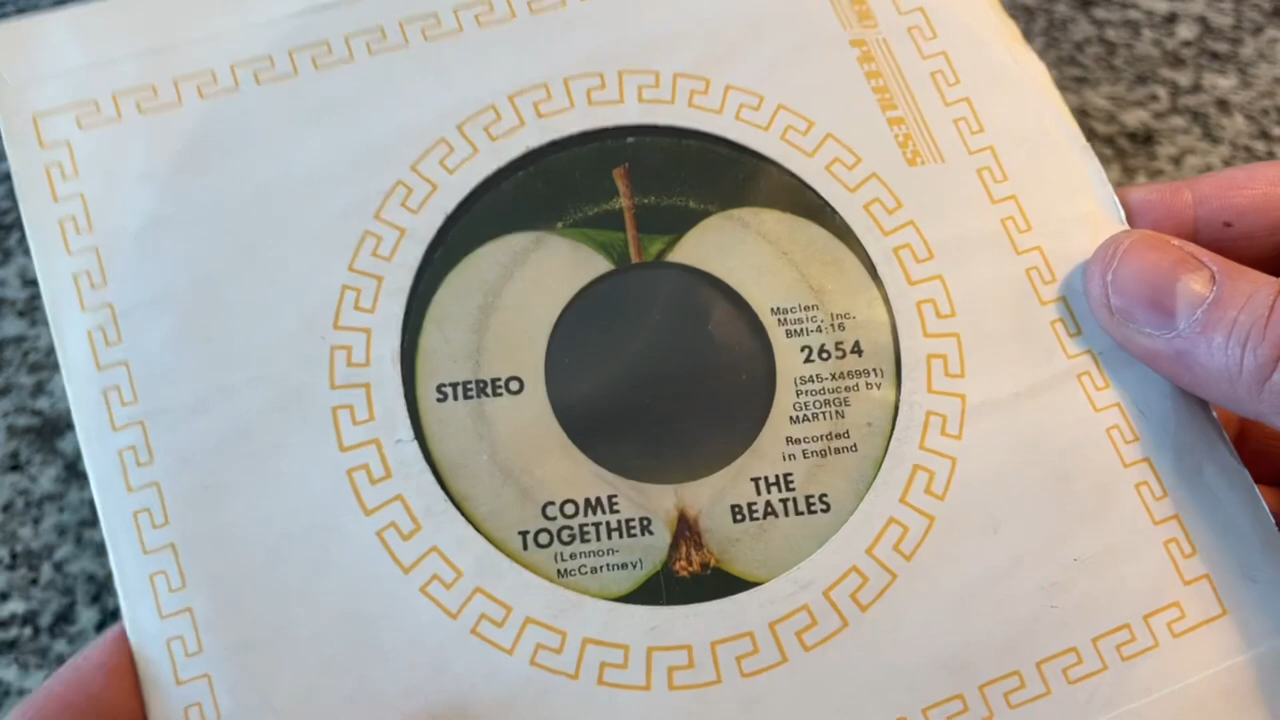 PEERLESS
STEREO
Maclen
Music, Inc.
BMI-4:16
2654
(S45-X46991)
Produced by
GEORGE
MARTIN
Recorded
in England
COME
TOGETHER
(Lennon-
McCartney)
THE
BEATLES